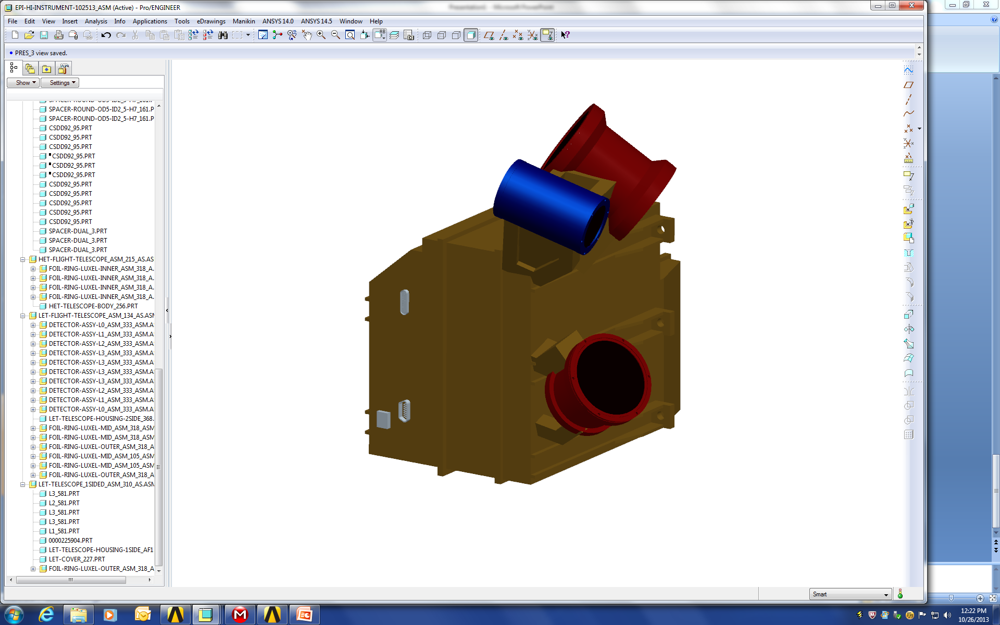 EPI-HI-INSTRUMENT-102513_ASM (Active) - Pro/ENGINEER
File Edit View Insert Analysis Info Applications Tools eDrawings Manikin ANSYS 14.0 ANSYS 14.5 Window Help
PRES_3 view saved.
Show Settings
SPACER-ROUND-OD5-ID2_5-H7_161.P
SPACER-ROUND-OD5-ID2_5-H7_161.P
CSDD92_95.PRT
CSDD92_95.PRT
CSDD92_95.PRT
CSDD92_95.PRT
CSDD92_95.PRT
CSDD92_95.PRT
CSDD92_95.PRT
CSDD92_95.PRT
CSDD92_95.PRT
CSDD92_95.PRT
CSDD92_95.PRT
SPACER-DUAL_3.PRT
SPACER-DUAL_3.PRT
SPACER-DUAL_3.PRT
HET-FLIGHT-TELESCOPE_ASM_215_AS.AS
FOIL-RING-LUXEL-INNER_ASM_318_A.
FOIL-RING-LUXEL-INNER_ASM_318_A.
FOIL-RING-LUXEL-INNER_ASM_318_A.
FOIL-RING-LUXEL-INNER_ASM_318_A.
HET-TELESCOPE-BODY_256.PRT
LET-FLIGHT-TELESCOPE_ASM_134_AS.ASM
DETECTOR-ASSY-L0_ASM_333_ASM.A
DETECTOR-ASSY-L1_ASM_333_ASM.A
DETECTOR-ASSY-L2_ASM_333_ASM.A
DETECTOR-ASSY-L3_ASM_333_ASM.A
DETECTOR-ASSY-L3_ASM_333_ASM.A
DETECTOR-ASSY-L3_ASM_333_ASM.A
DETECTOR-ASSY-L3_ASM_333_ASM.A
DETECTOR-ASSY-L2_ASM_333_ASM.A
DETECTOR-ASSY-L1_ASM_333_ASM.A
DETECTOR-ASSY-L0_ASM_333_ASM.A
LET-TELESCOPE-HOUSING-2SIDE_368.
FOIL-RING-LUXEL-MID_ASM_318_ASM
FOIL-RING-LUXEL-MID_ASM_318_ASM
FOIL-RING-LUXEL-OUTER_ASM_318_A
FOIL-RING-LUXEL-MID_ASM_105_ASM
FOIL-RING-LUXEL-MID_ASM_105_ASM
FOIL-RING-LUXEL-OUTER_ASM_318_A
LET-TELESCOPE_1SIDED_ASM_310_AS.ASM
L3_581.PRT
L2_581.PRT
L3_581.PRT
L3_581.PRT
L1_581.PRT
0000225904.PRT
LET-TELESCOPE-HOUSING-1SIDE_AF1
LET-COVER_227.PRT
FOIL-RING-LUXEL-OUTER_ASM_318_A
Smart
12:22 PM
10/26/2013